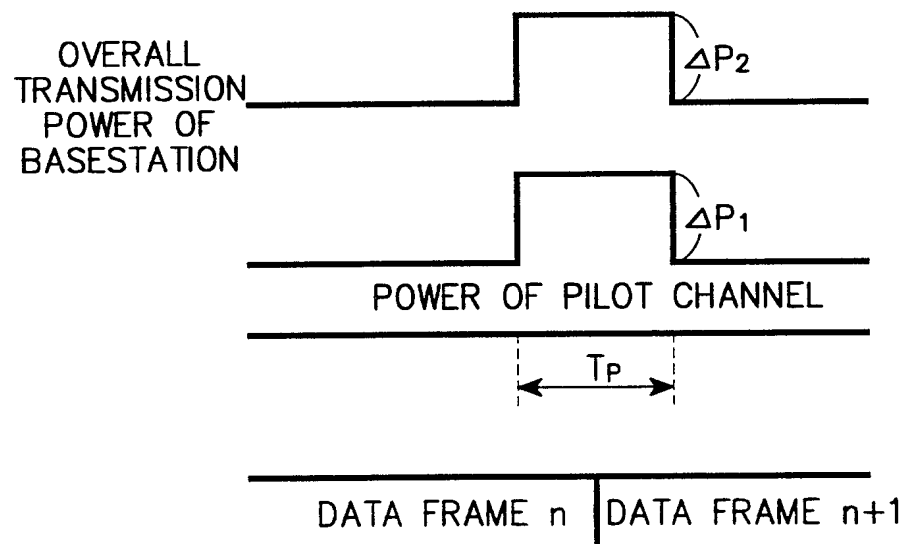 OVERALL
TRANSMISSION
POWER OF
BASESTATION
ΔP2
ΔP1
POWER OF PILOT CHANNEL
TP
DATA FRAME n
DATA FRAME n+1